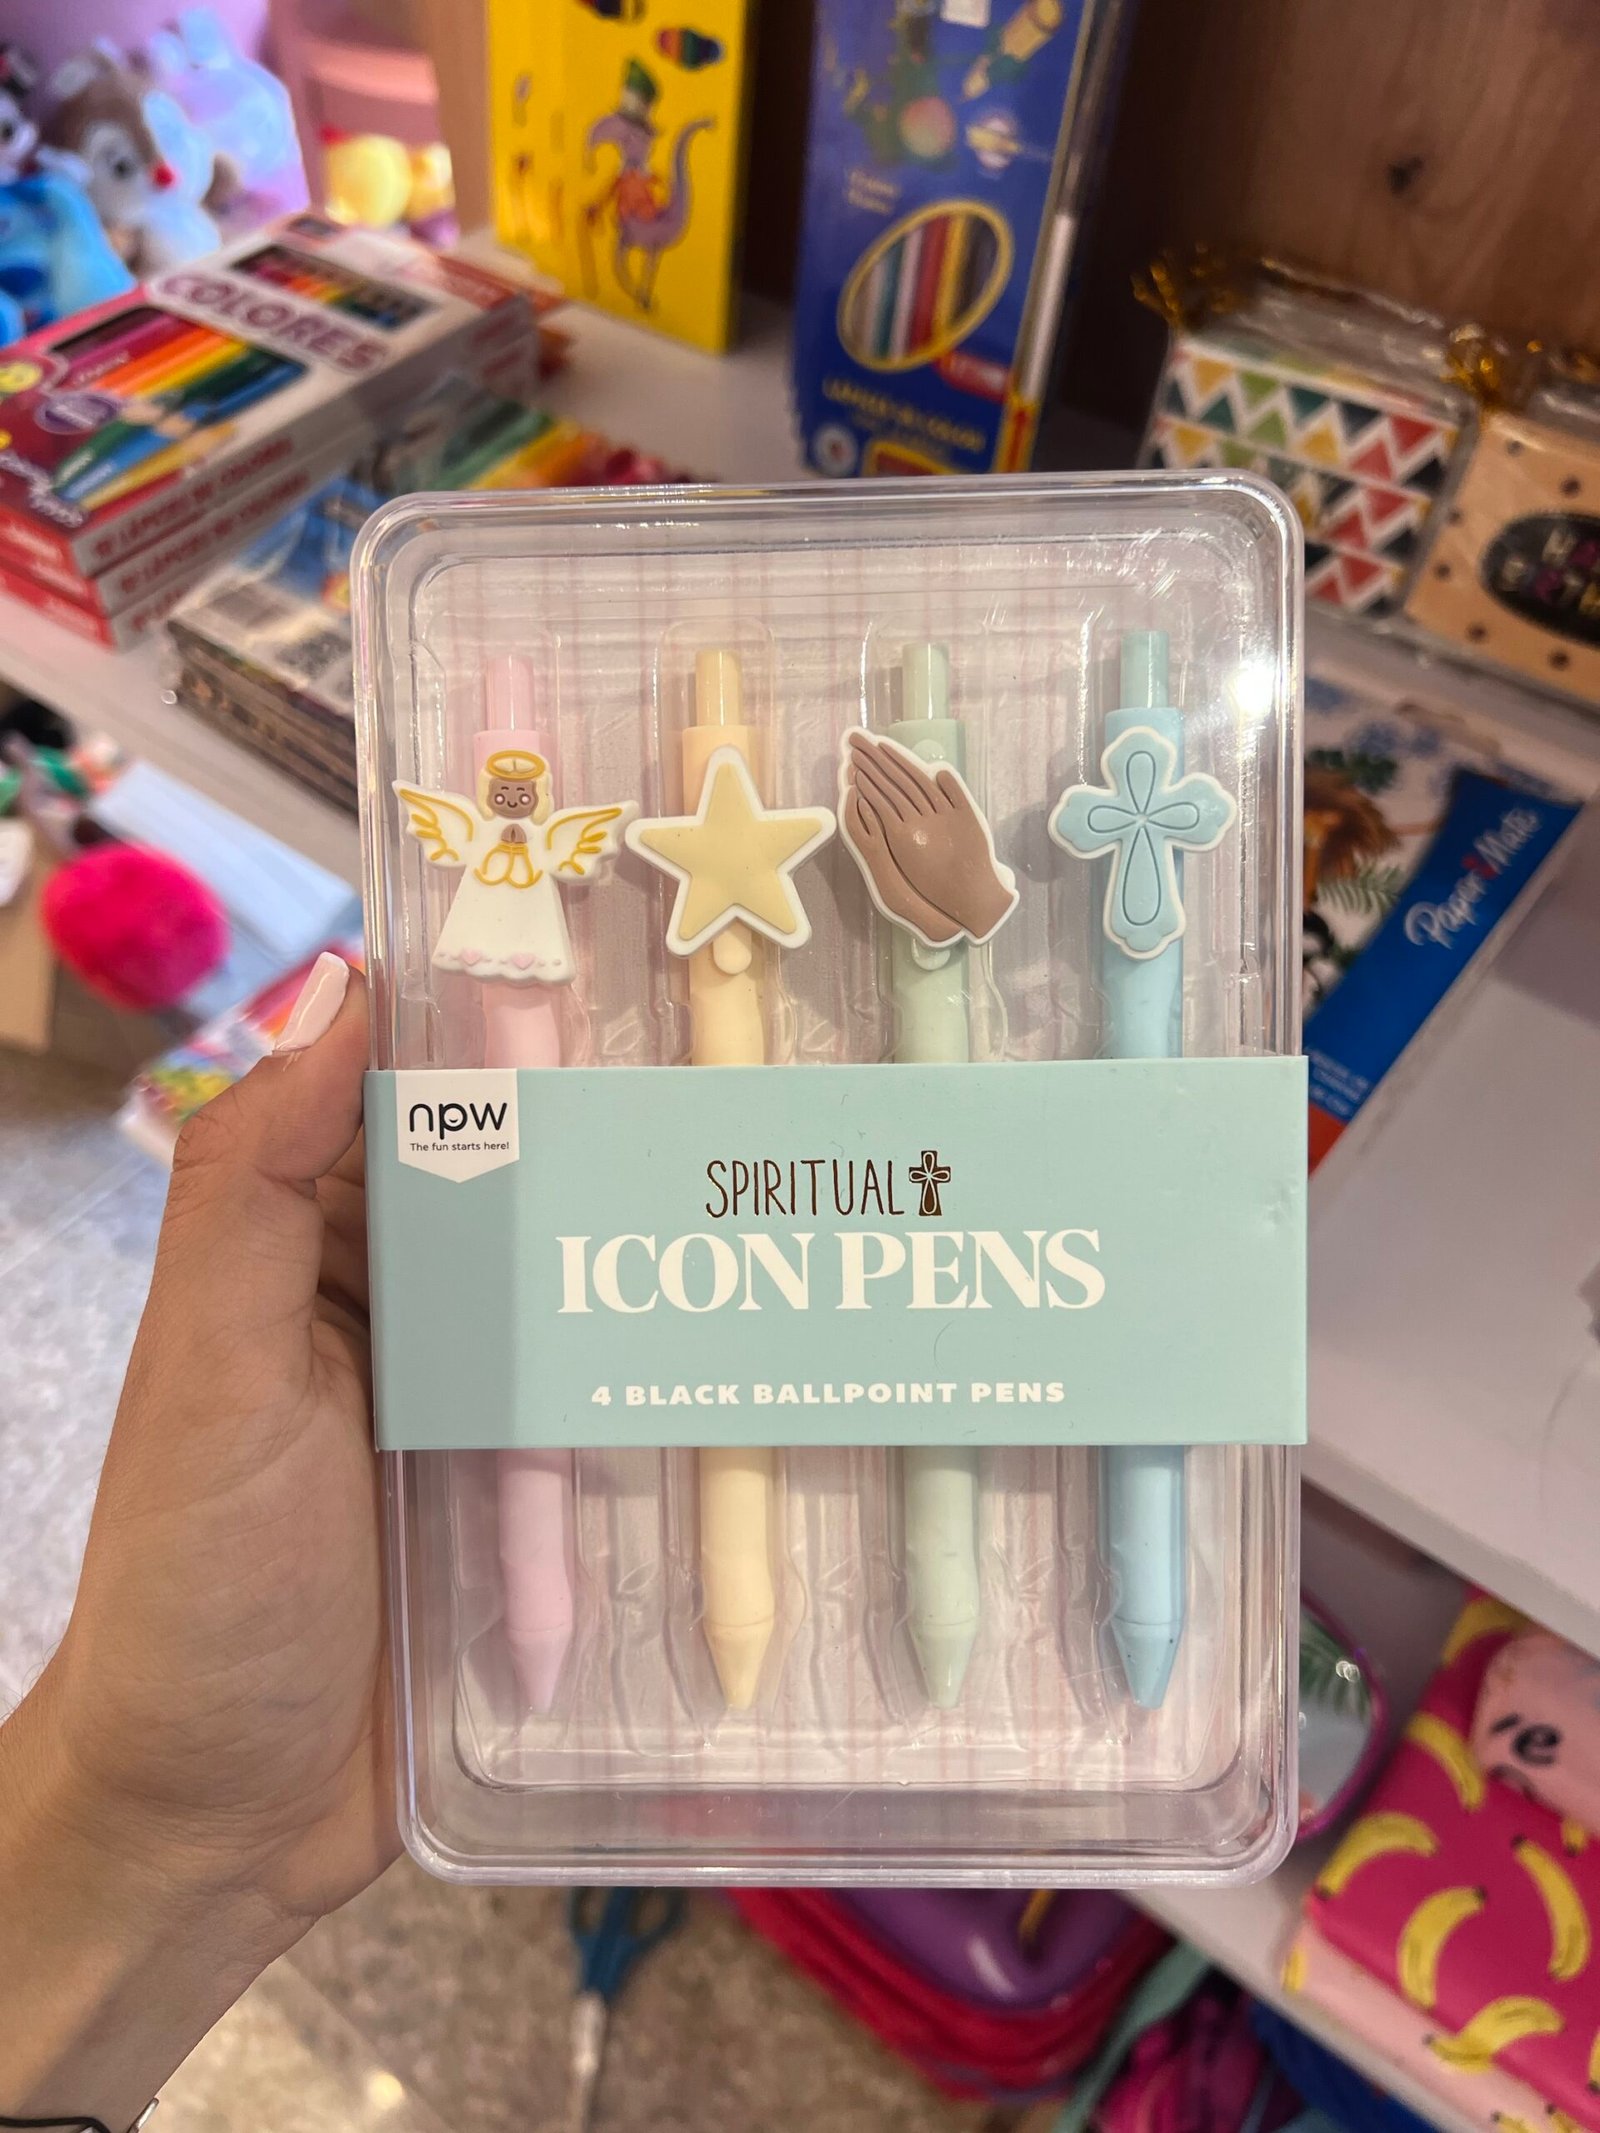 COLORES
Paper Mate
npw
The fun starts here!
SPIRITUAL
ICON PENS
4 BLACK BALLPOINT PENS